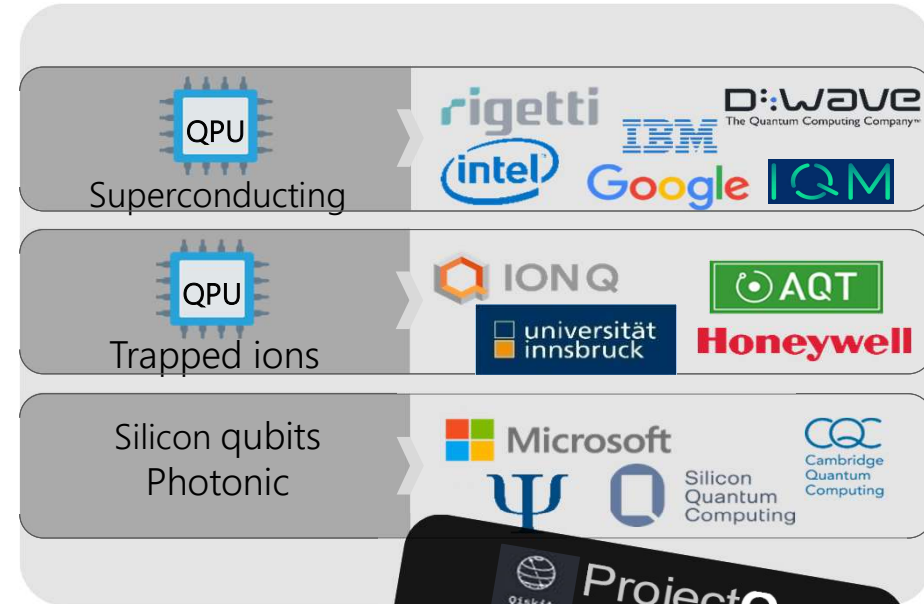 QPU
Superconducting
rigetti
D:wave
The Quantum Computing Company™
IBM
intel
Google
IQM
QPU
Trapped ions
IONQ
AQT
universität
innsbruck
Honeywell
Silicon qubits
Photonic
Microsoft
Ψ
Silicon
Quantum
Computing
CQC
Cambridge
Quantum
Computing
Qiskit
ProjectQ